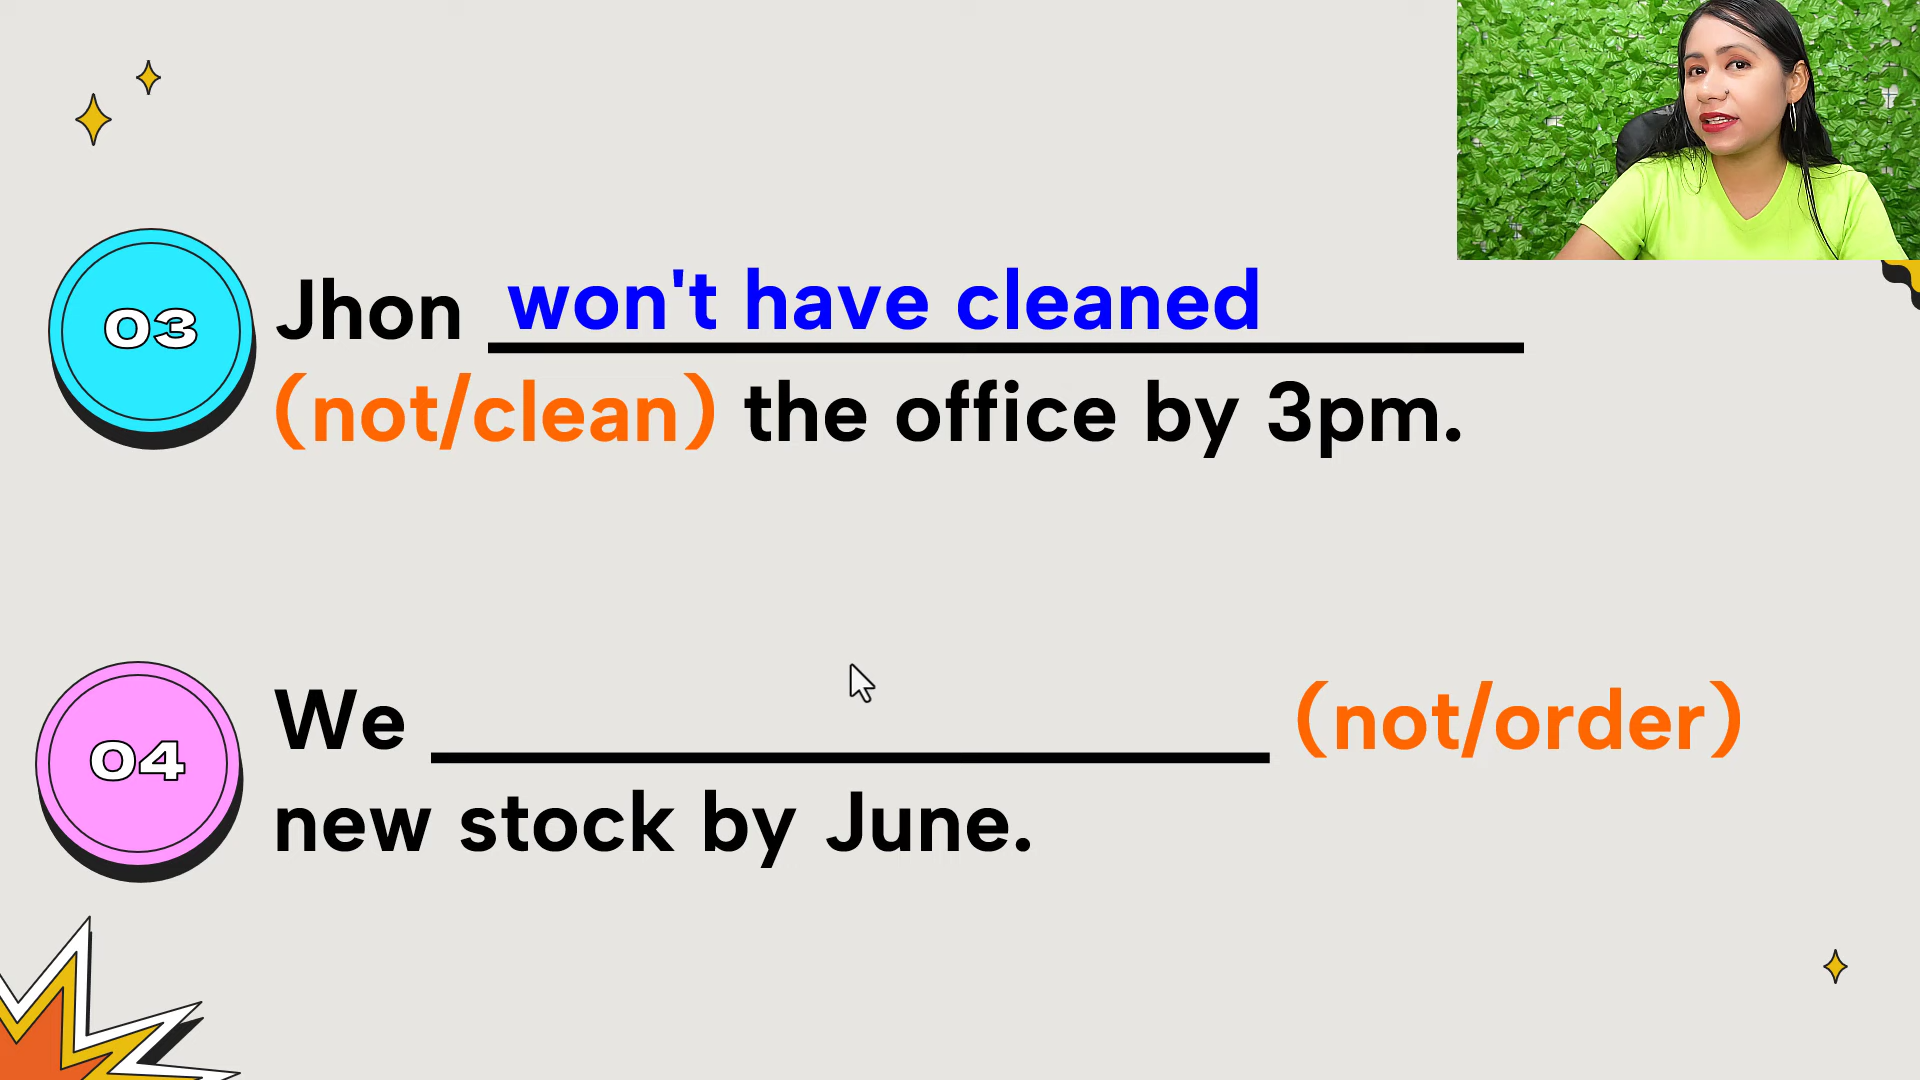 03
Jhon won't have cleaned
(not/clean) the office by 3pm.
04
We ____________________ (not/order)
new stock by June.